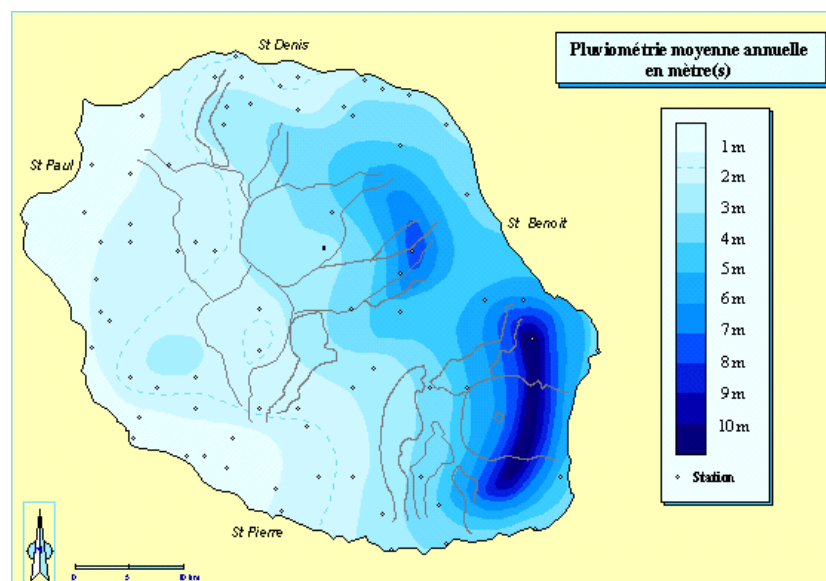 Pluviométrie moyenne annuelle
en mètre(s)
St Denis
St Paul
St Benoit
St Pierre
1 m
2 m
3 m
4 m
5 m
6 m
7 m
8 m
9 m
10 m
Station
0 5 10 km